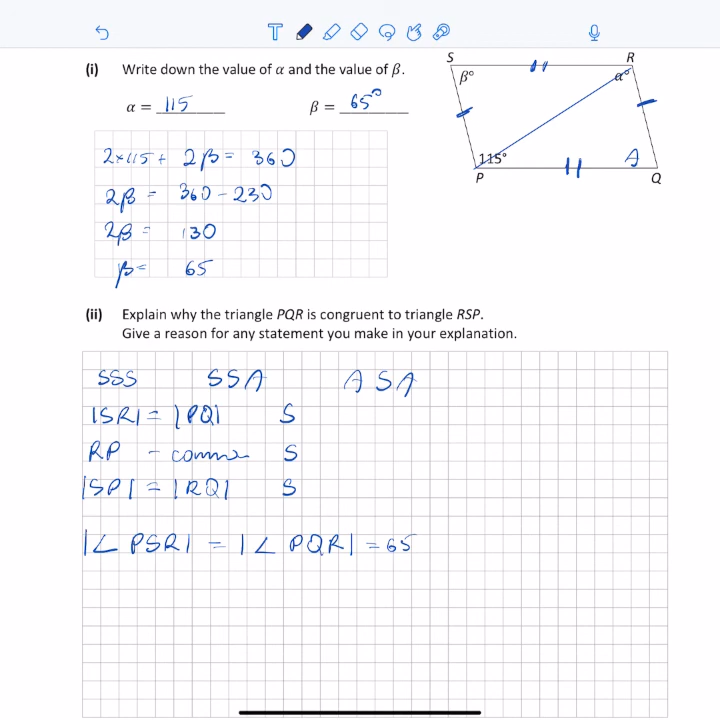 T
(i) Write down the value of α and the value of β.
α = 115
β = 65°
2×115 + 2β = 360
2β = 360 - 230
2β = 130
β = 65
S
R
β°
α°
115°
A
P
Q
(ii) Explain why the triangle PQR is congruent to triangle RSP.
Give a reason for any statement you make in your explanation.
SSS SSA ASA
|SR| = |PQ| S
RP - common S
|SP| = |RQ| S
|∠ PSR| = |∠ PQR| = 65